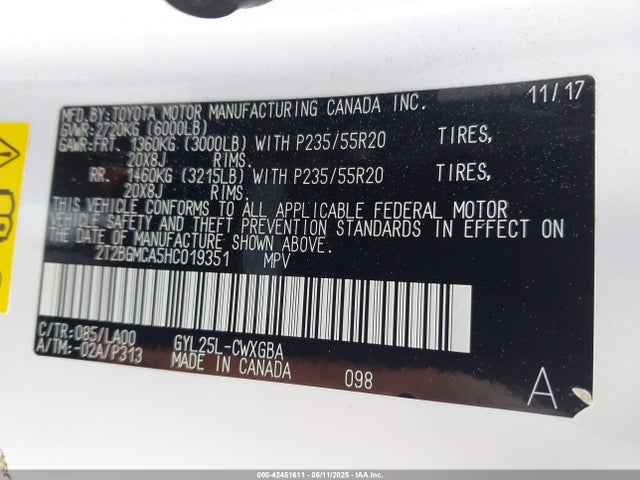 MFD.BY:TOYOTA MOTOR MANUFACTURING CANADA INC. 11/17
GVWR:2720KG (6000LB)
GAWR:FRT. 1360KG (3000LB) WITH P235/55R20 TIRES,
20X8J RIMS.
RR. 1460KG (3215LB) WITH P235/55R20 TIRES,
20X8J RIMS.
THIS VEHICLE CONFORMS TO ALL APPLICABLE FEDERAL MOTOR
VEHICLE SAFETY AND THEFT PREVENTION STANDARDS IN EFFECT ON
THE DATE OF MANUFACTURE SHOWN ABOVE.
2T2BGMCA5HC019351 MPV
C/TR:085/LA00 GYL25L-CWXGBA
A/TM:-02A/P313 MADE IN CANADA 098 A
000-42451611 - 06/11/2025 - IAAI.COM